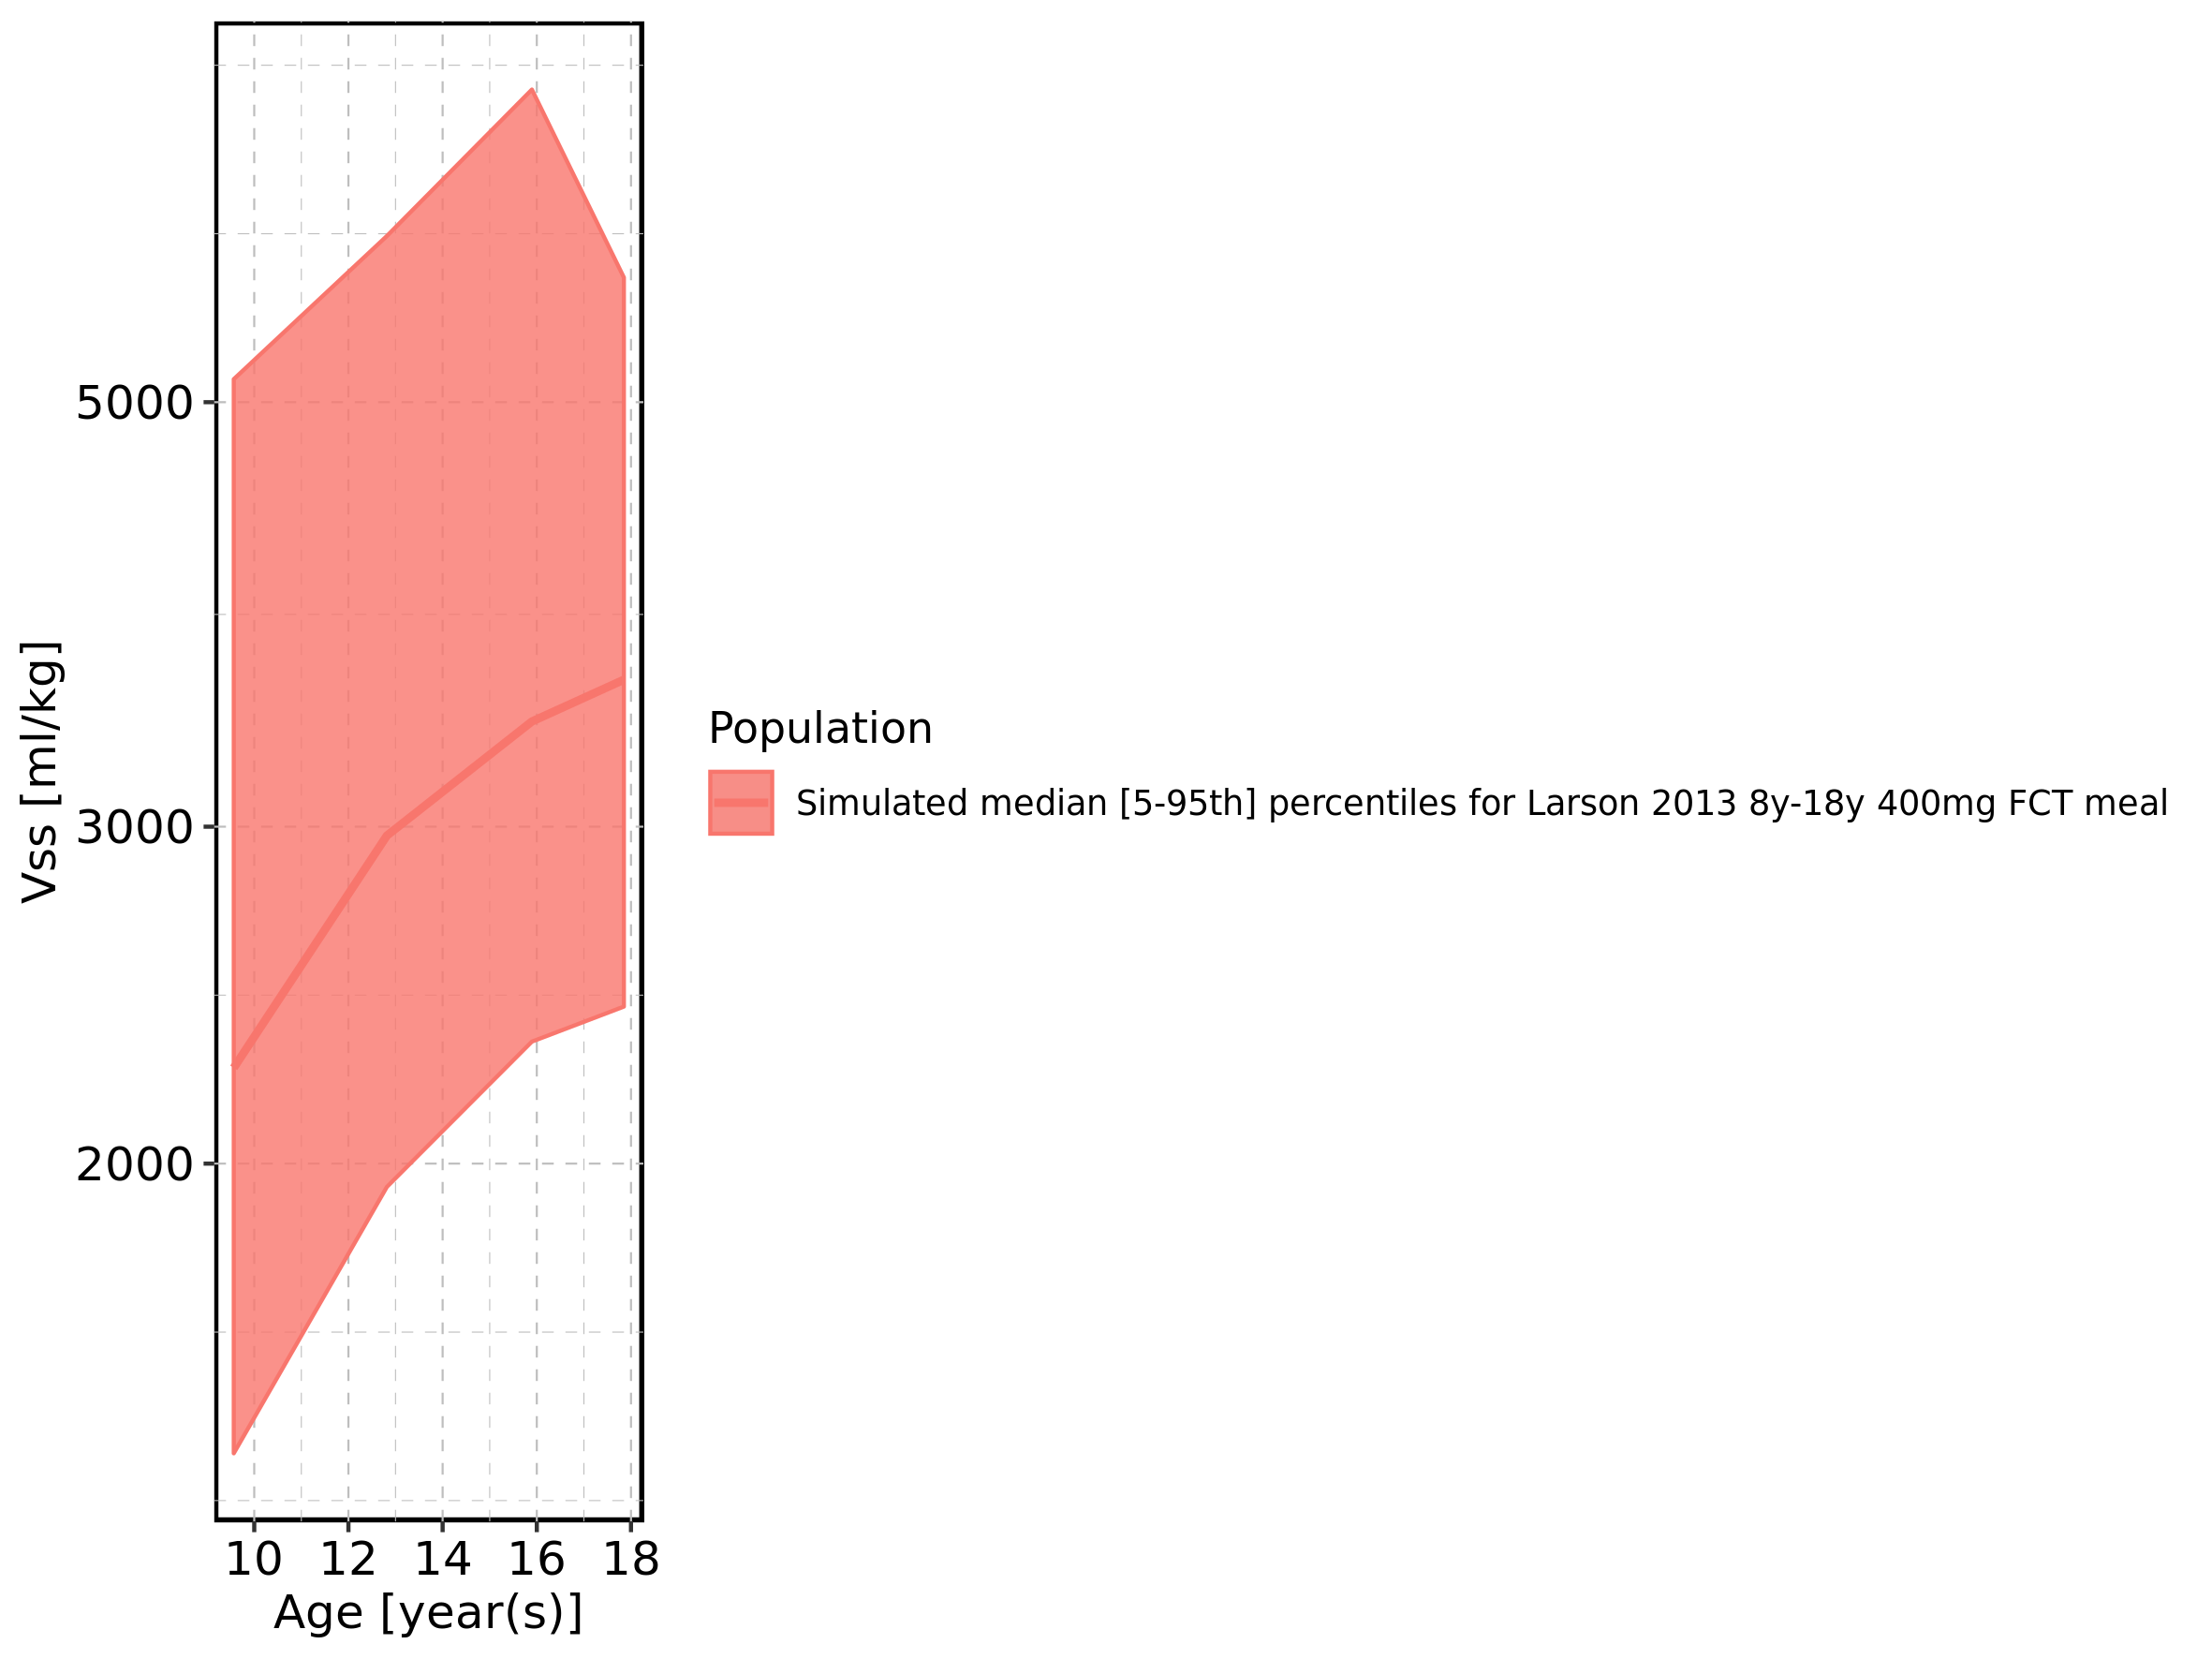 Vss [ml/kg]
5000
3000
2000
10 12 14 16 18
Age [year(s)]
Population
Simulated median [5-95th] percentiles for Larson 2013 8y-18y 400mg FCT meal